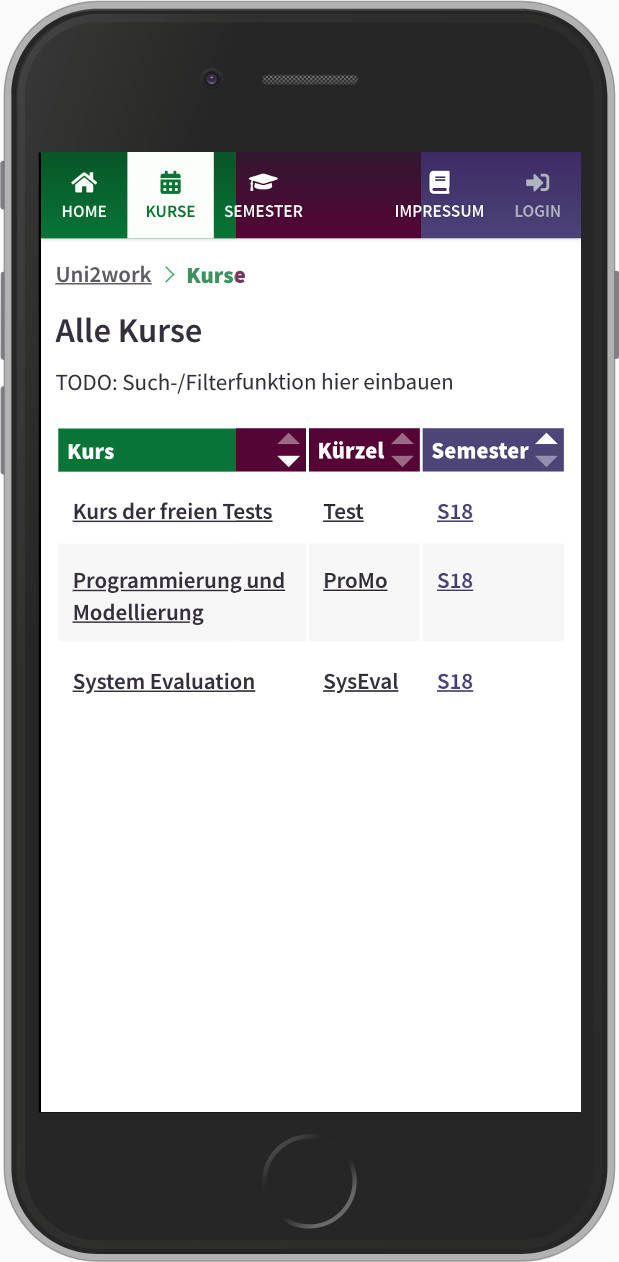 HOME KURSE SEMESTER IMPRESSUM LOGIN
Uni2work > Kurse
Alle Kurse
TODO: Such-/Filterfunktion hier einbauen
Kurs Kürzel Semester
Kurs der freien Tests Test S18
Programmierung und ProMo S18
Modellierung
System Evaluation SysEval S18